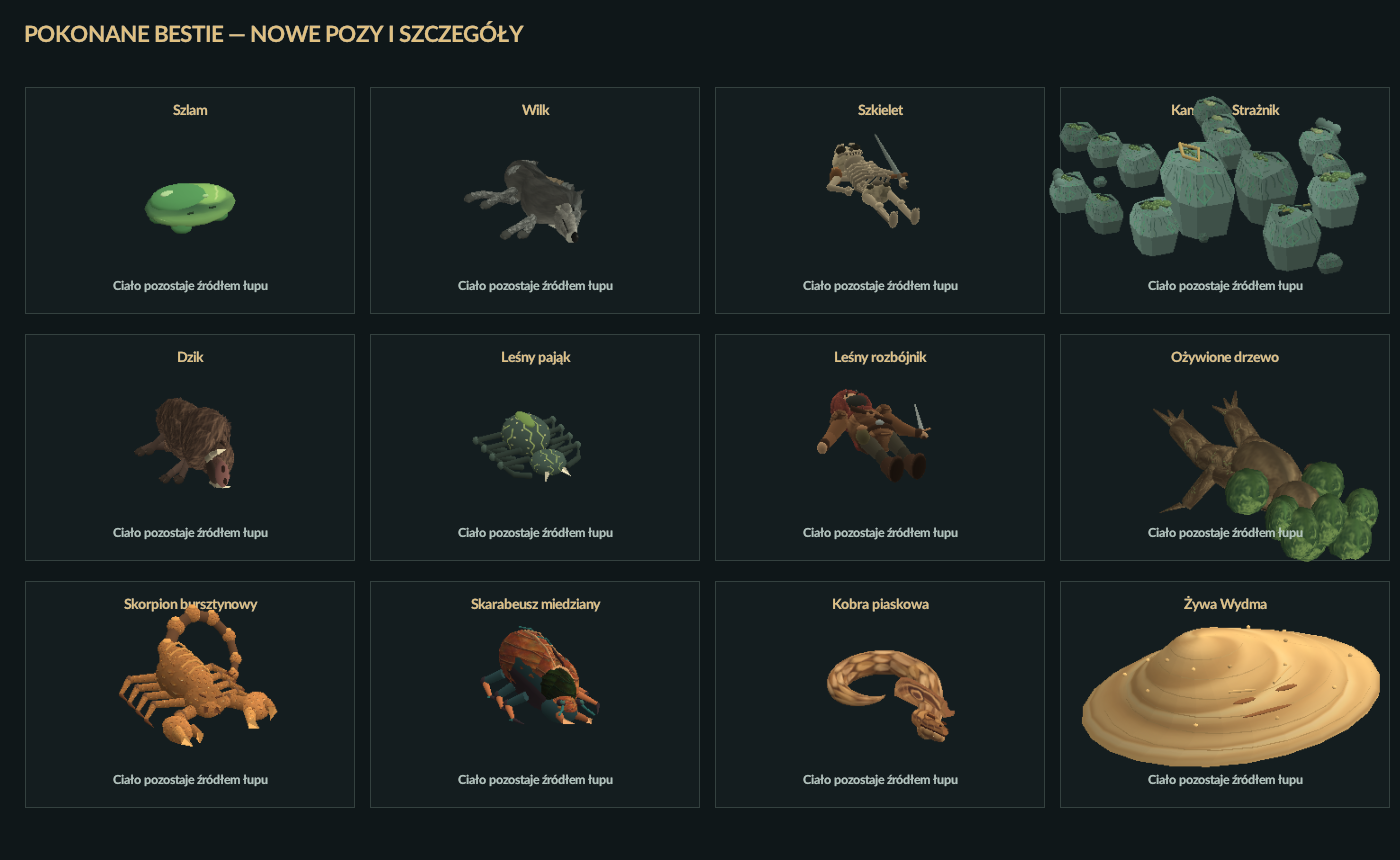 POKONANE BESTIE — NOWE POZY I SZCZEGÓŁY
Szlam
Wilk
Szkielet
Strażnik
Ciało pozostaje źródłem łupu
Ciało pozostaje źródłem łupu
Ciało pozostaje źródłem łupu
Ciało pozostaje źródłem łupu
Dzik
Leśny pająk
Leśny rozbójnik
Ożywione drzewo
Ciało pozostaje źródłem łupu
Ciało pozostaje źródłem łupu
Ciało pozostaje źródłem łupu
Ciało pozostaje źródłem łupu
Skorpion bursztynowy
Skarabeusz miedziany
Kobra piaskowa
Żywa Wydma
Ciało pozostaje źródłem łupu
Ciało pozostaje źródłem łupu
Ciało pozostaje źródłem łupu
Ciało pozostaje źródłem łupu